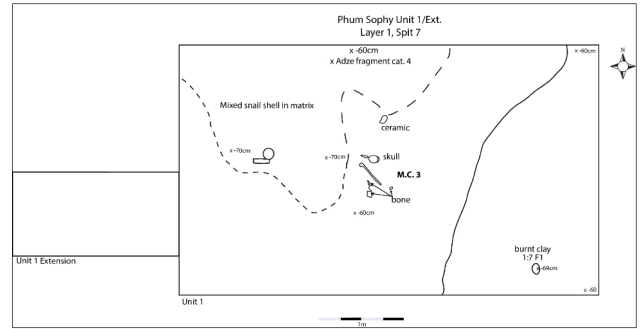 Phum Sophy Unit 1/Ext.
Layer 1, Spit 7
x -60cm
x -60cm
x Adze fragment cat. 4
Mixed snail shell in matrix
ceramic
x -70cm
x -70cm
skull
M.C. 3
bone
x -60cm
burnt clay
1:7 F1
x-69cm
Unit 1 Extension
x -60
Unit 1
1m